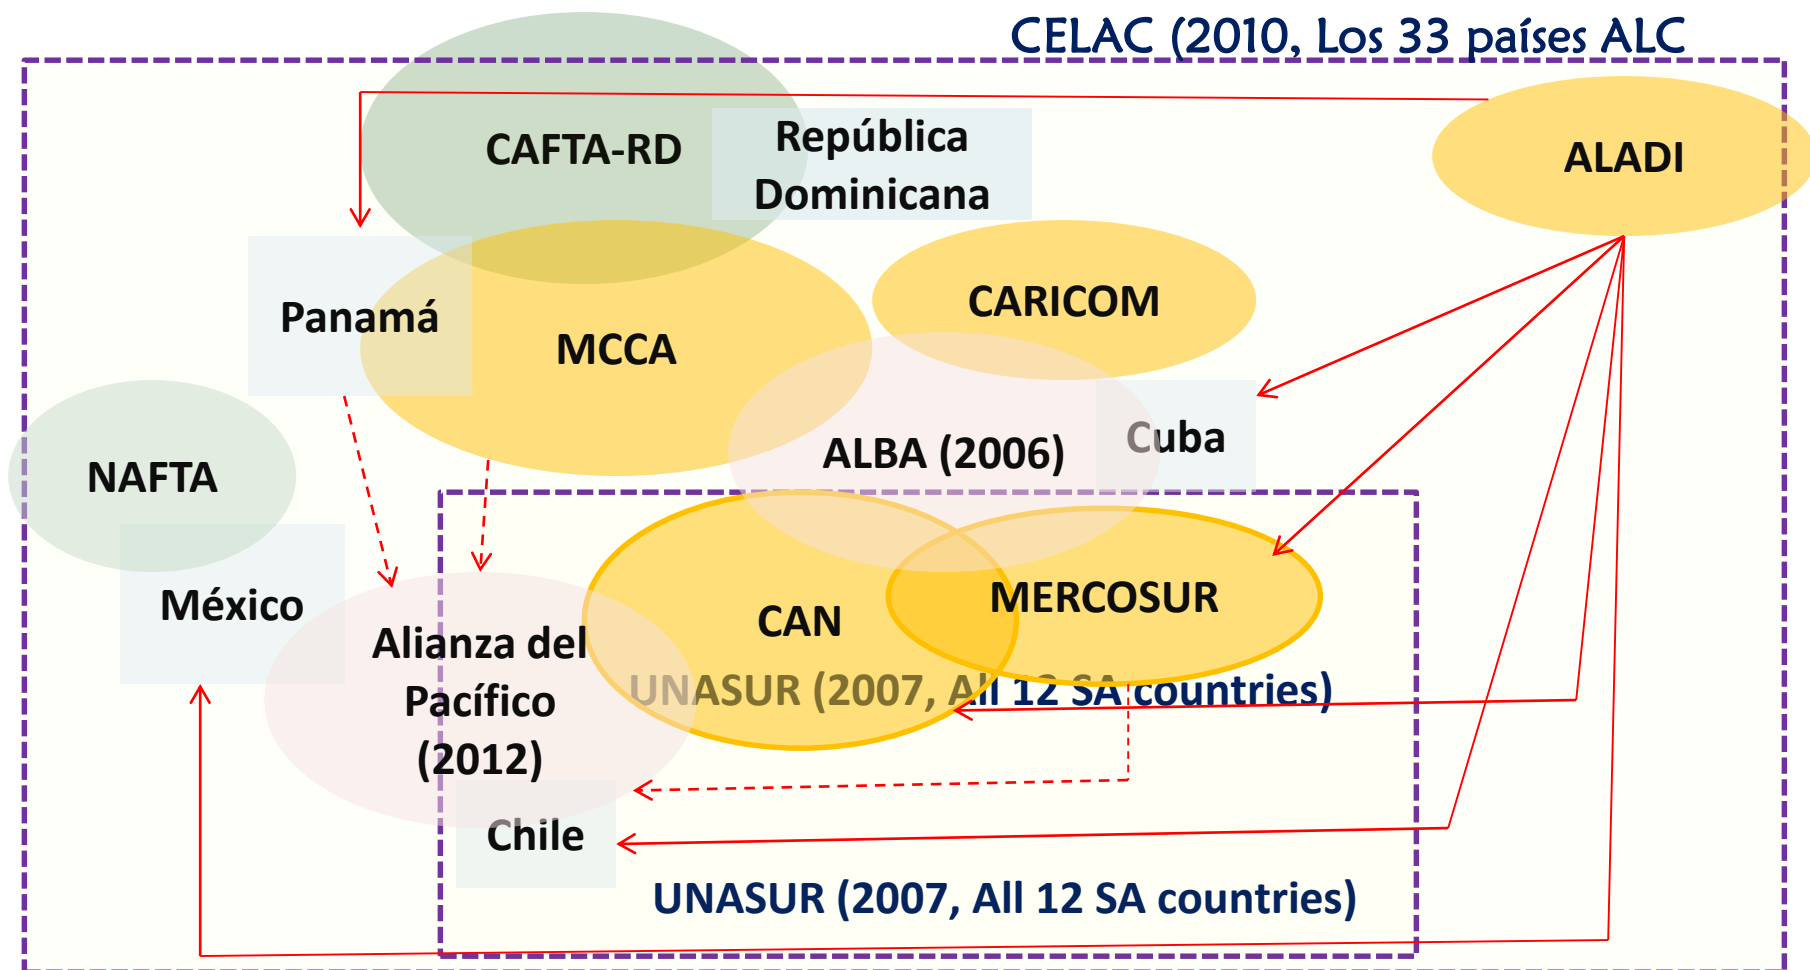 CELAC (2010, Los 33 países ALC
CAFTA-RD
República
Dominicana
ALADI
Panamá
MCCA
CARICOM
NAFTA
ALBA (2006)
Cuba
México
Alianza del
Pacífico
(2012)
CAN
MERCOSUR
UNASUR (2007, All 12 SA countries)
Chile
UNASUR (2007, All 12 SA countries)